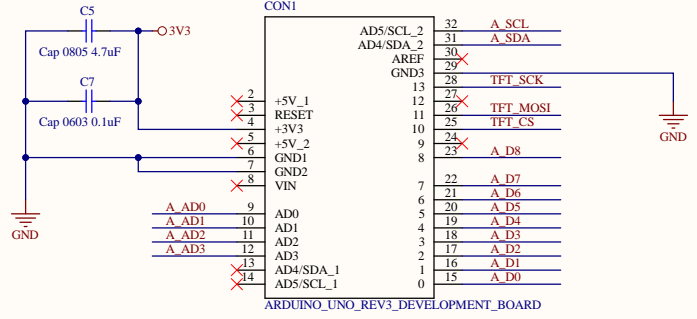 CON1
C5
3V3
Cap 0805 4.7uF
C7
Cap 0603 0.1uF
GND
2 +5V_1
3 RESET
4 +3V3
5 +5V_2
6 GND1
7 GND2
8 VIN
A_AD0 9 AD0
A_AD1 10 AD1
A_AD2 11 AD2
A_AD3 12 AD3
13 AD4/SDA_1
14 AD5/SCL_1
AD5/SCL_2 32 A_SCL
AD4/SDA_2 31 A_SDA
AREF 30
GND3 29
13 28 TFT_SCK
12 27
11 26 TFT_MOSI
10 25 TFT_CS
9 24
8 23 A_D8
7 22 A_D7
6 21 A_D6
5 20 A_D5
4 19 A_D4
3 18 A_D3
2 17 A_D2
1 16 A_D1
0 15 A_D0
GND
ARDUINO_UNO_REV3_DEVELOPMENT_BOARD